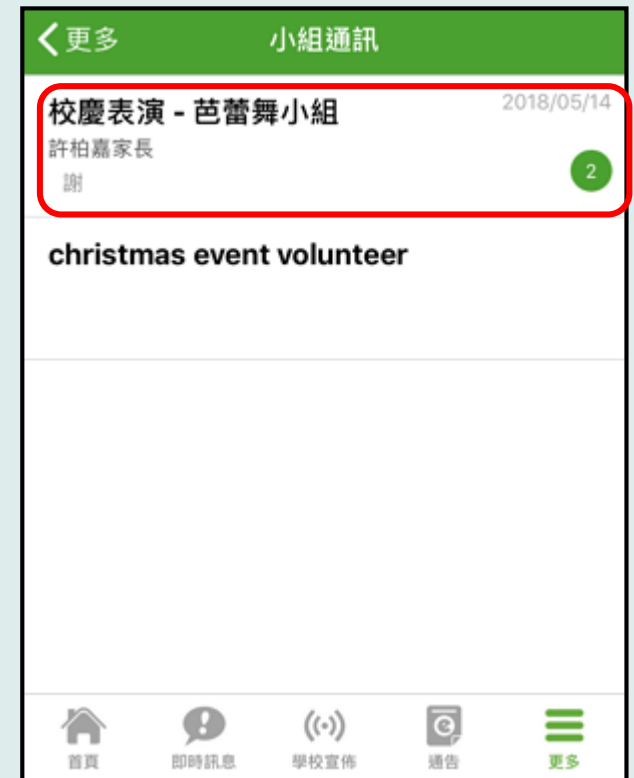 更多
小組通訊
校慶表演 - 芭蕾舞小組
2018/05/14
許柏嘉家長
謝
2
christmas event volunteer
首頁
即時訊息
學校宣佈
通告
更多